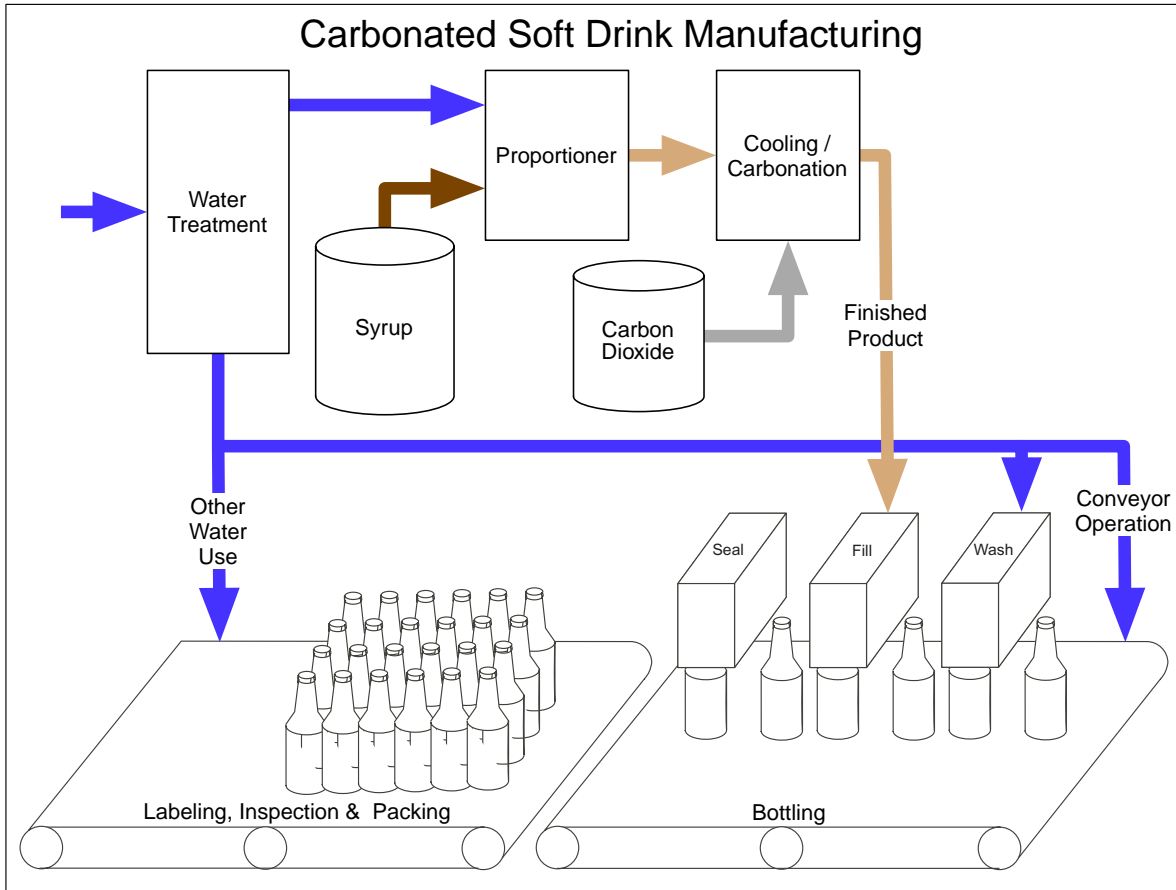 Carbonated Soft Drink Manufacturing
Water
Treatment
Proportioner
Cooling /
Carbonation
Syrup
Carbon
Dioxide
Finished
Product
Other
Water
Use
Conveyor
Operation
Seal
Fill
Wash
Labeling, Inspection &  Packing
Bottling